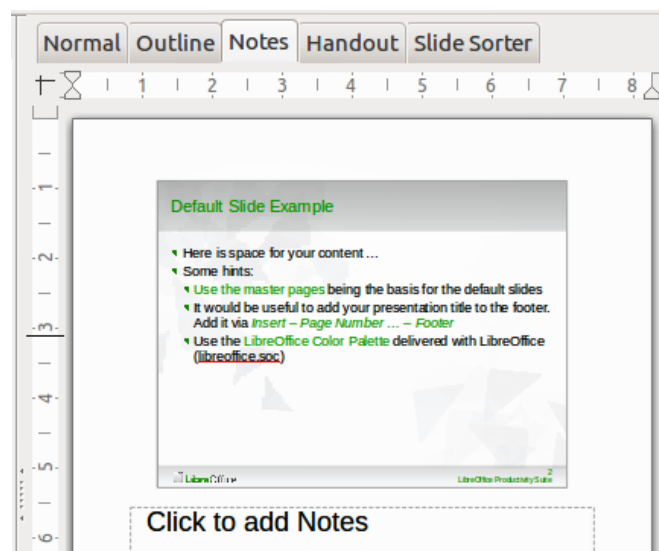 Normal Outline Notes Handout Slide Sorter
1 2 3 4 5 6 7 8
1
2
3
4
5
6
Default Slide Example
Here is space for your content ...
Some hints:
Use the master pages being the basis for the default slides
It would be useful to add your presentation title to the footer.
Add it via Insert – Page Number ... – Footer
Use the LibreOffice Color Palette delivered with LibreOffice
(libreoffice.soc)
2
LibreOffice LibreOffice Productivity Suite
Click to add Notes